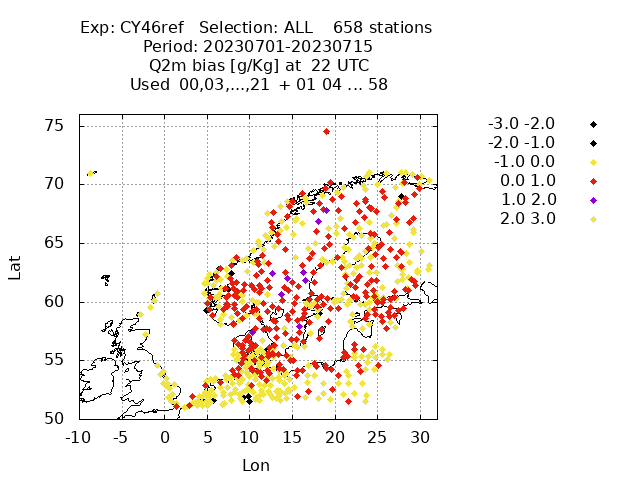 Exp: CY46ref   Selection: ALL    658 stations
Period: 20230701-20230715
Q2m bias [g/Kg] at  22 UTC
Used  00,03,...,21  + 01 04 ... 58
-3.0 -2.0
-2.0 -1.0
-1.0 0.0
0.0 1.0
1.0 2.0
2.0 3.0
75
70
65
60
55
50
Lat
-10 -5 0 5 10 15 20 25 30
Lon